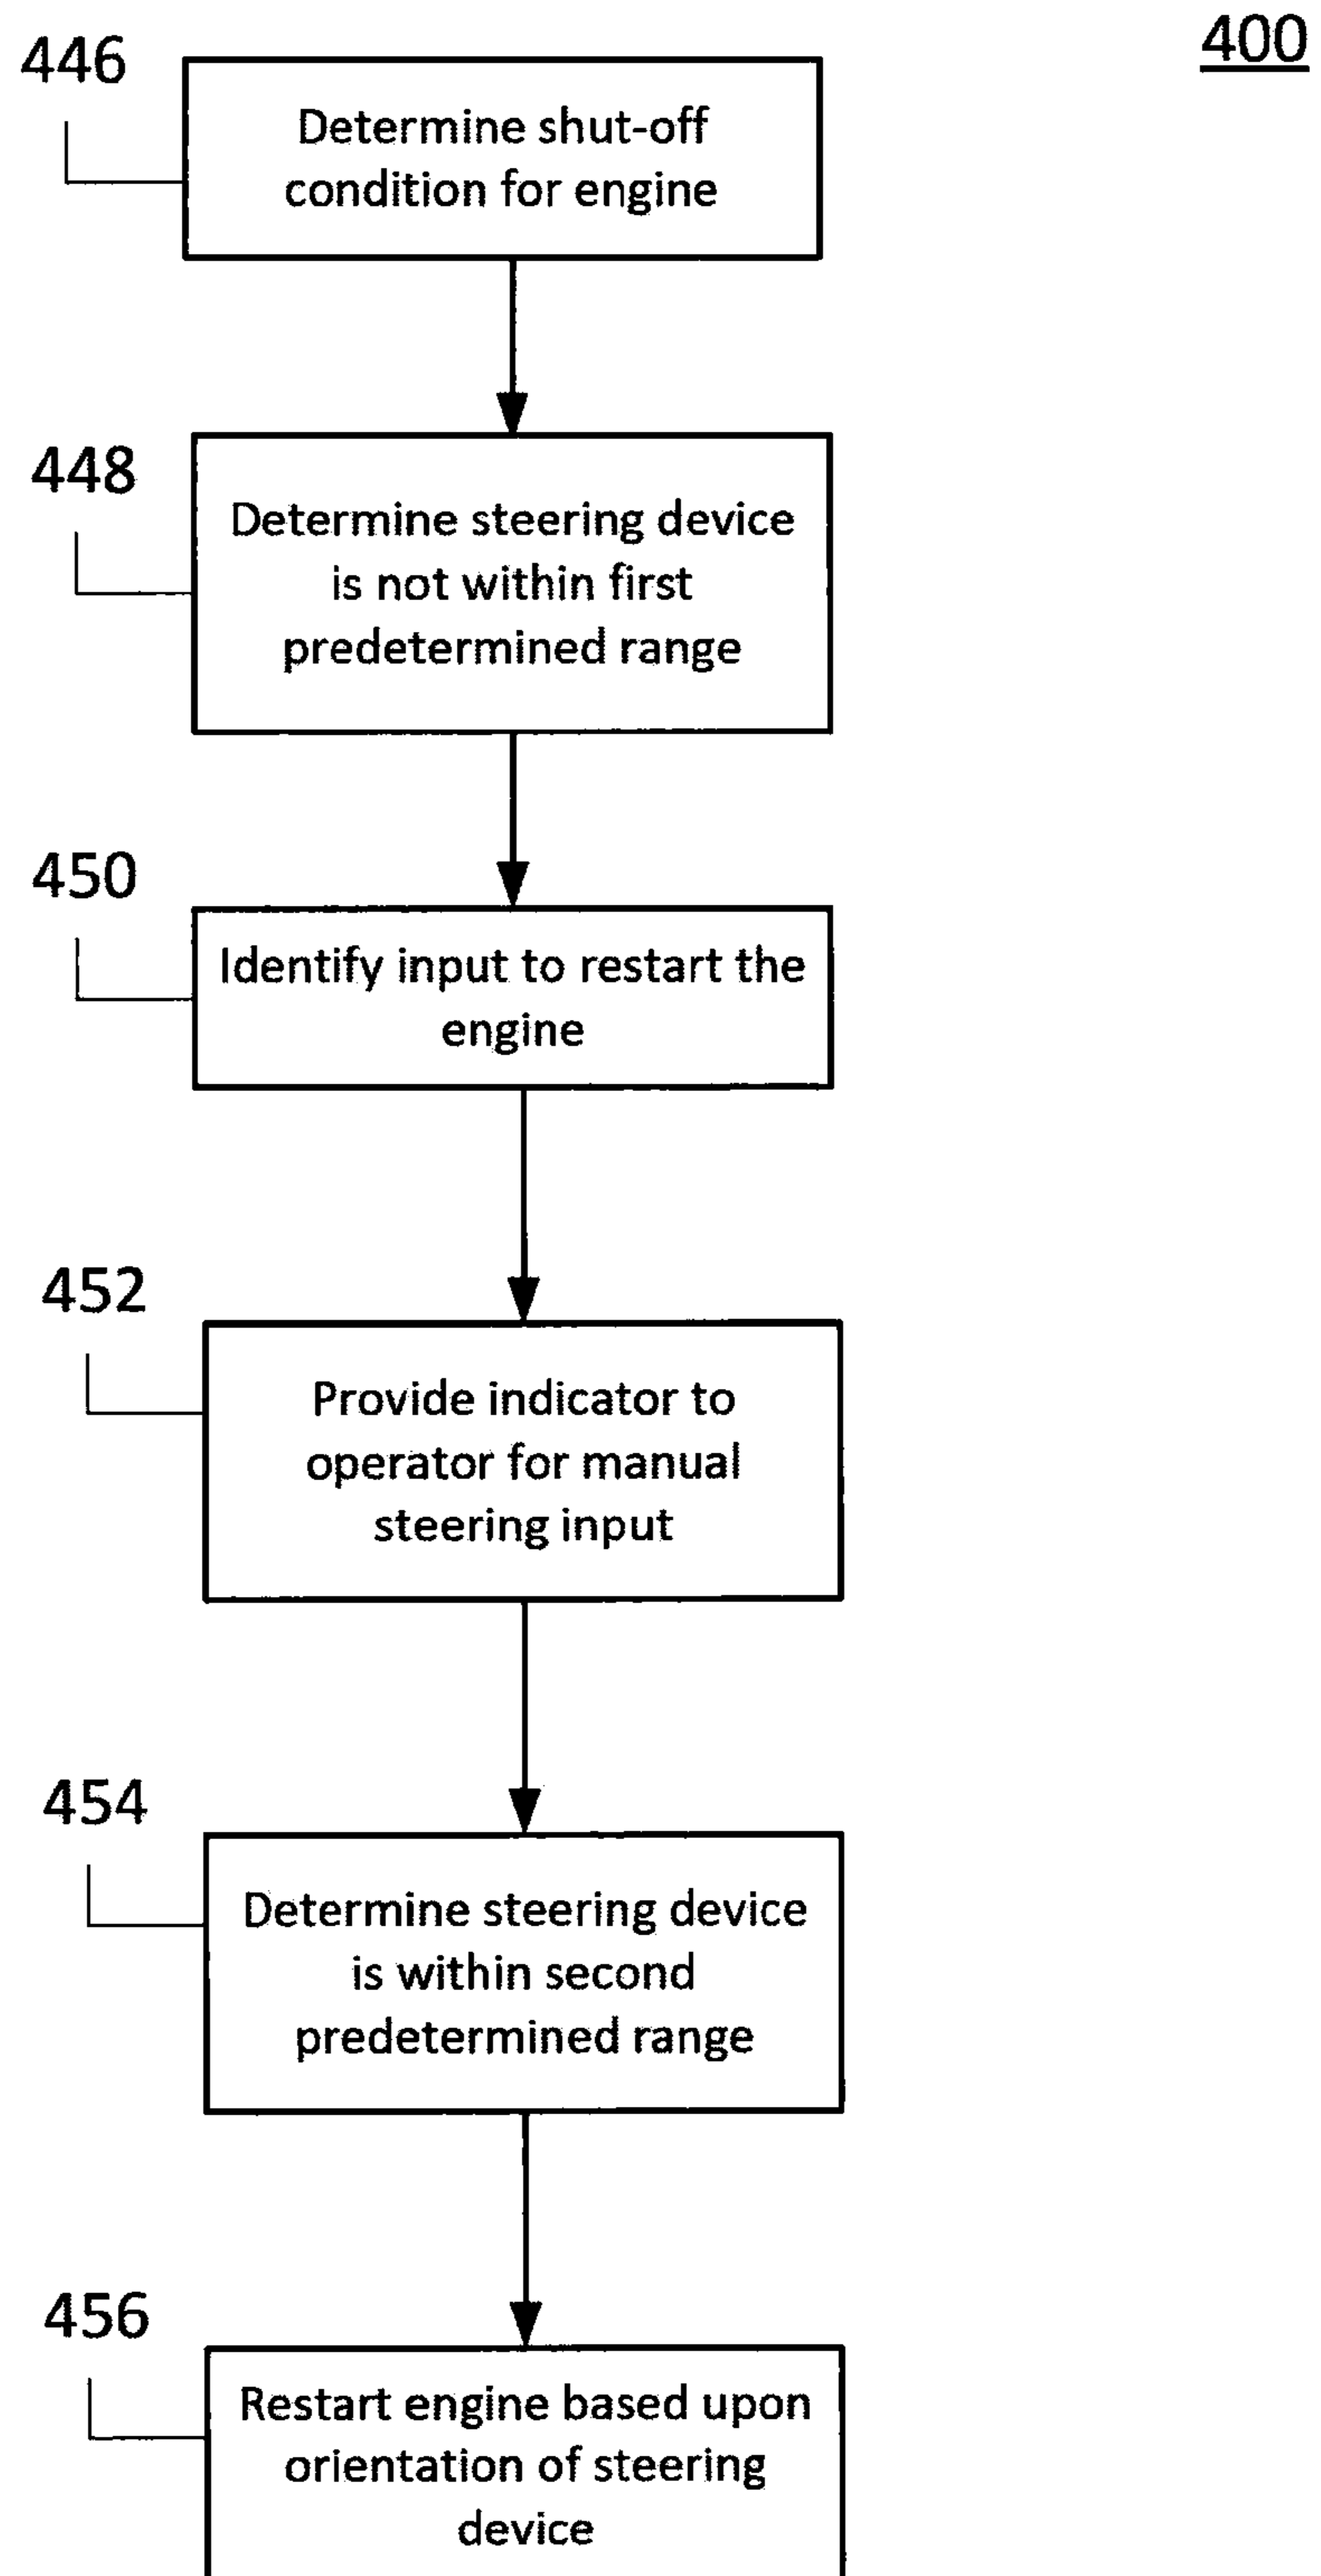 400
446
Determine shut-off
condition for engine
448
Determine steering device
is not within first
predetermined range
450
Identify input to restart the
engine
452
Provide indicator to
operator for manual
steering input
454
Determine steering device
is within second
predetermined range
456
Restart engine based upon
orientation of steering
device